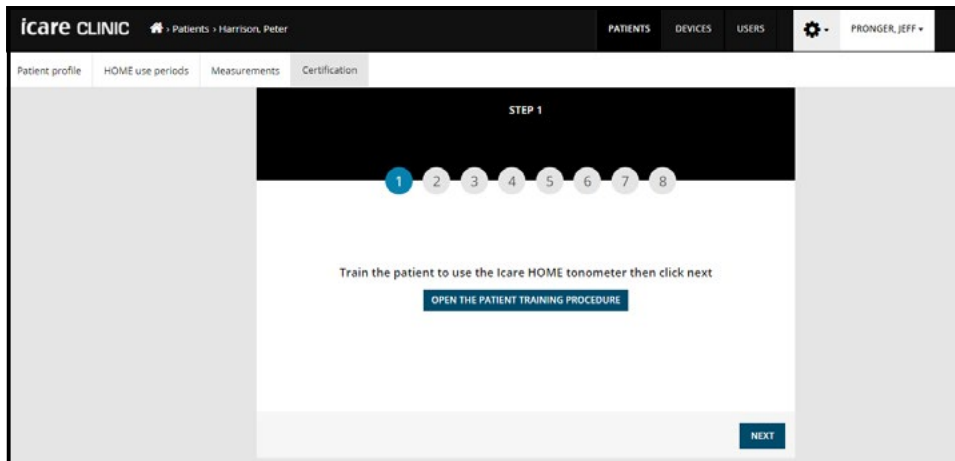 icare CLINIC › Patients › Harrison, Peter PATIENTS DEVICES USERS PRONGER, JEFF
Patient profile HOME use periods Measurements Certification
STEP 1
1 2 3 4 5 6 7 8
Train the patient to use the Icare HOME tonometer then click next
OPEN THE PATIENT TRAINING PROCEDURE
NEXT